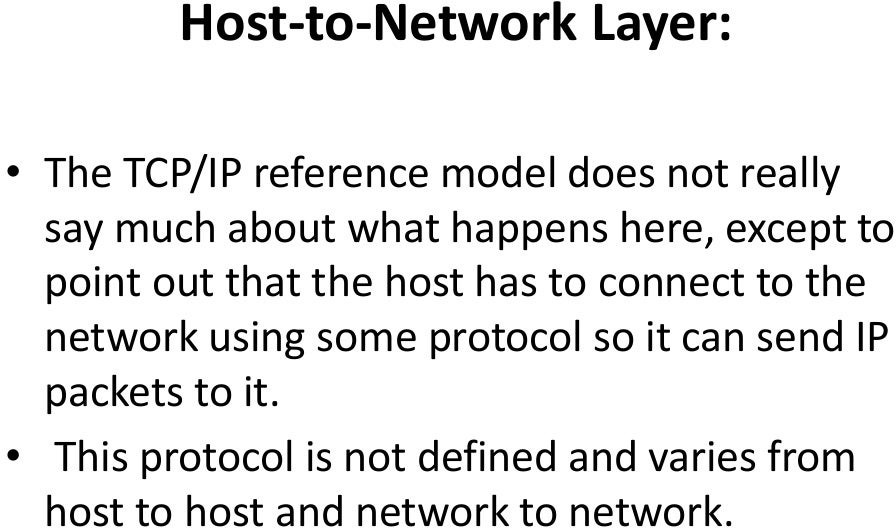 Host-to-Network Layer:
• The TCP/IP reference model does not really
say much about what happens here, except to
point out that the host has to connect to the
network using some protocol so it can send IP
packets to it.
• This protocol is not defined and varies from
host to host and network to network.